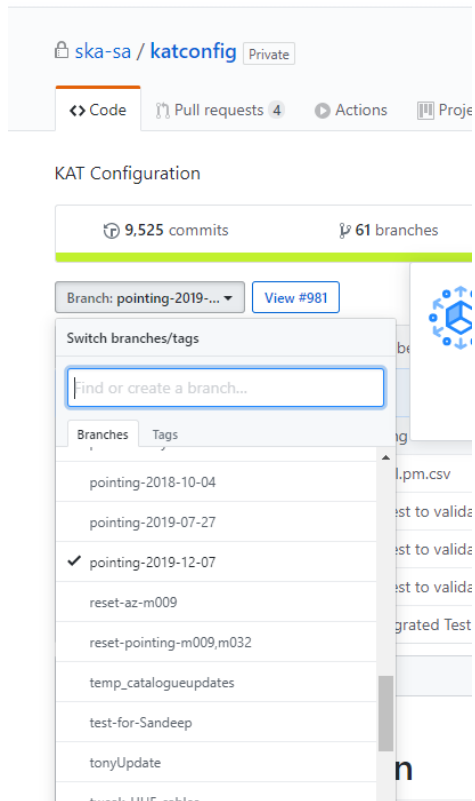 ska-sa / katconfig Private
Code Pull requests 4 Actions Proje
KAT Configuration
9,525 commits 61 branches
Branch: pointing-2019-... View #981
Switch branches/tags
be
Find or create a branch...
Branches Tags
ng
pointing-2018-10-04
l.pm.csv
pointing-2019-07-27
est to valida
pointing-2019-12-07
est to valida
reset-az-m009
est to valida
reset-pointing-m009,m032
grated Test
temp_catalogueupdates
test-for-Sandeep
tonyUpdate
n